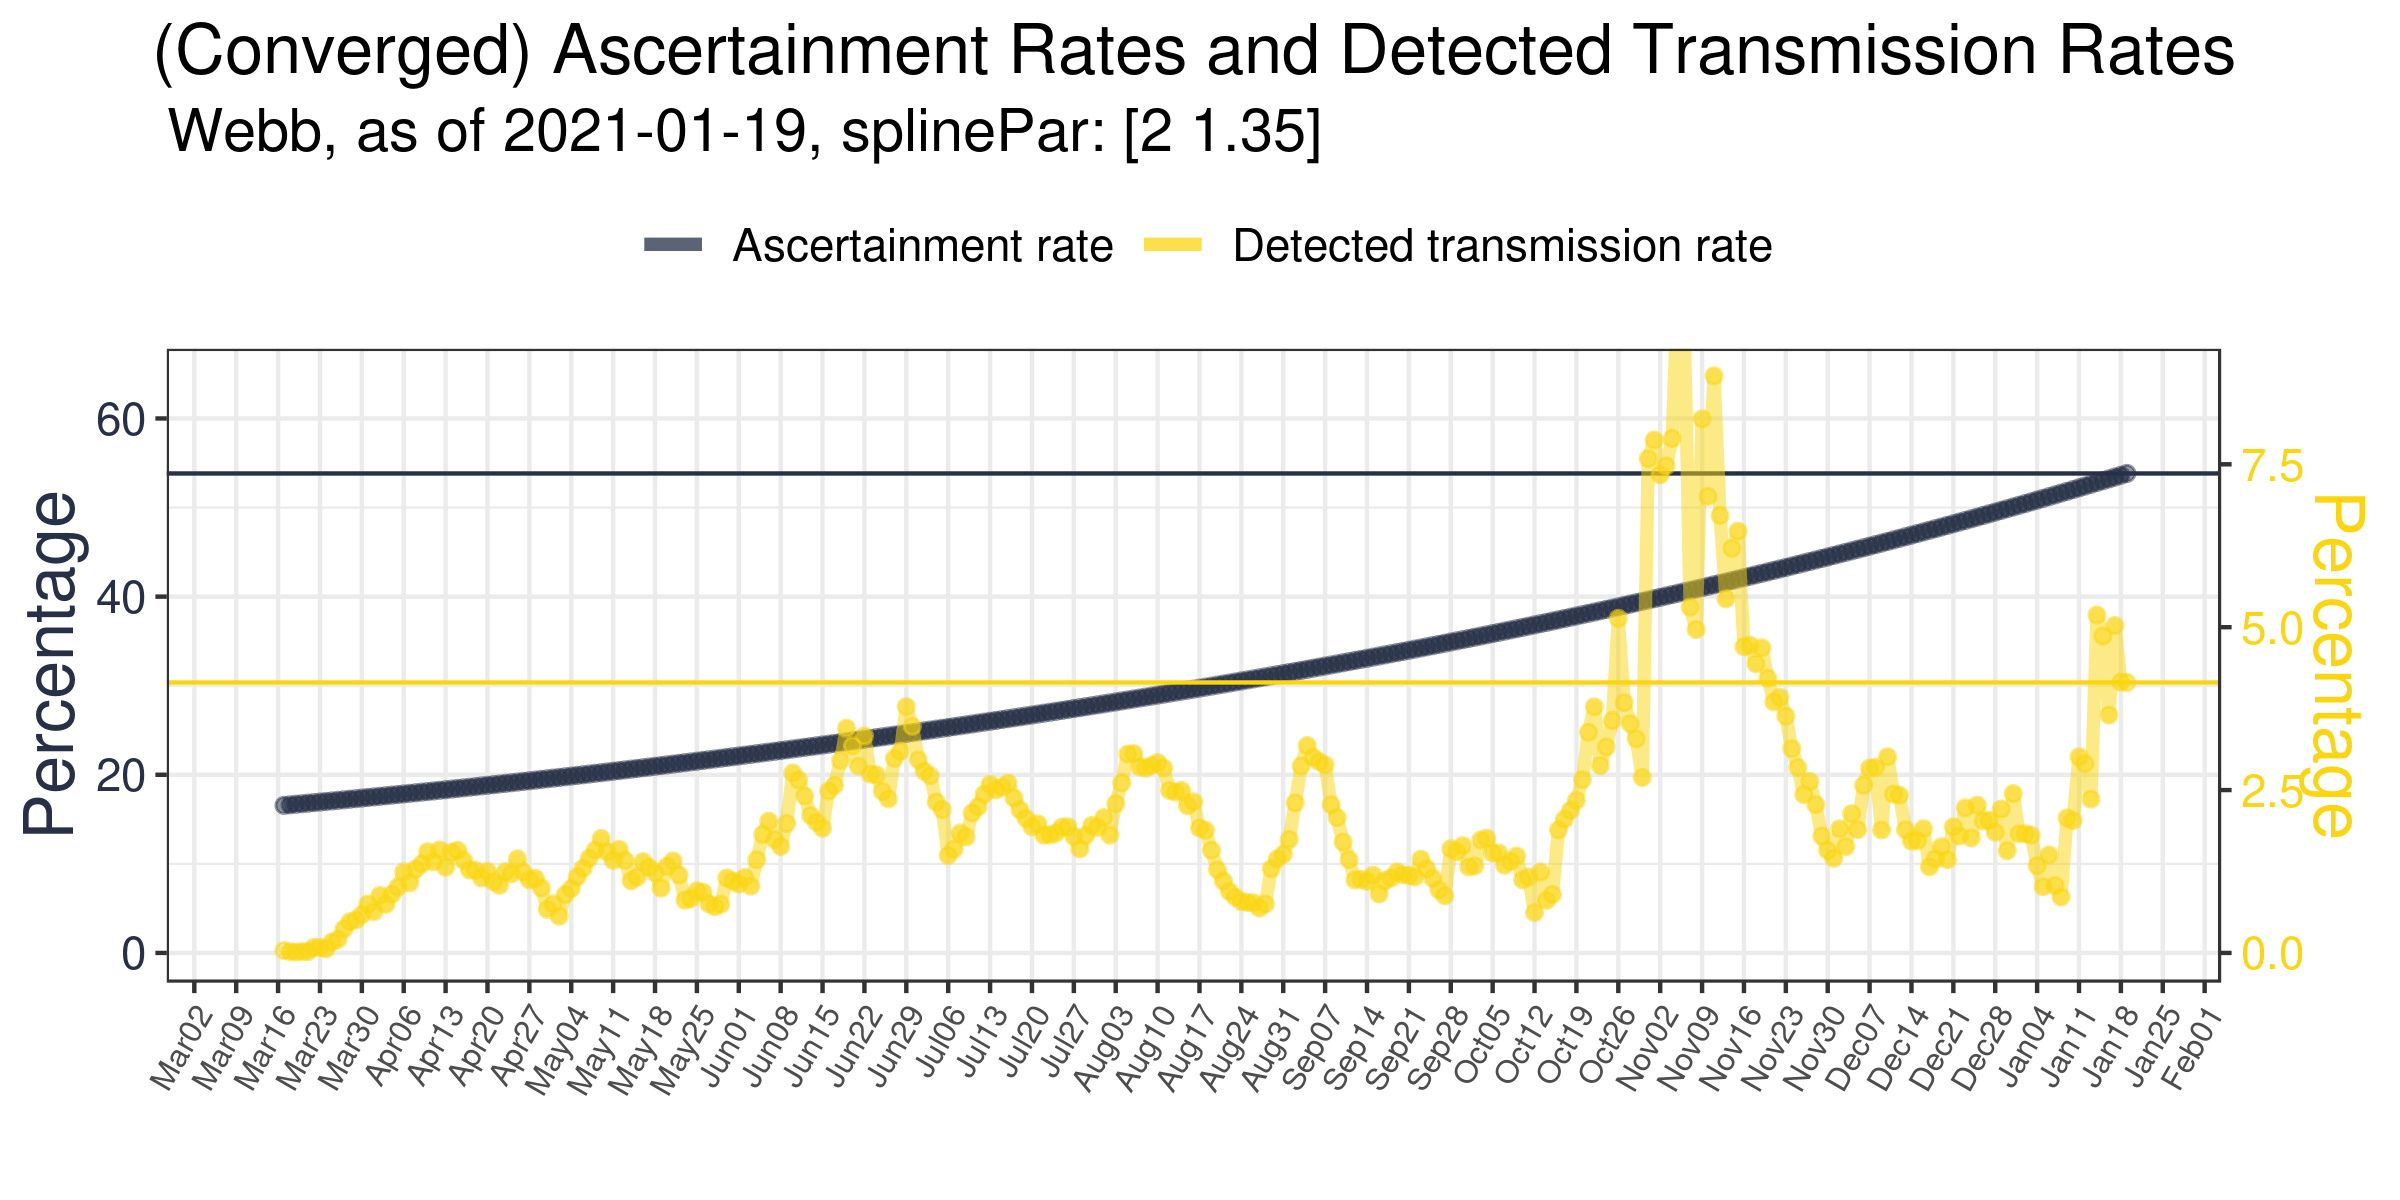 (Converged) Ascertainment Rates and Detected Transmission Rates
Webb, as of 2021-01-19, splinePar: [2 1.35]
Ascertainment rate Detected transmission rate
Percentage
60
40
20
0
7.5
5.0
2.5
0.0
Percentage
Mar02 Mar09 Mar16 Mar23 Mar30 Apr06 Apr13 Apr20 Apr27 May04 May11 May18 May25 Jun01 Jun08 Jun15 Jun22 Jun29 Jul06 Jul13 Jul20 Jul27 Aug03 Aug10 Aug17 Aug24 Aug31 Sep07 Sep14 Sep21 Sep28 Oct05 Oct12 Oct19 Oct26 Nov02 Nov09 Nov16 Nov23 Nov30 Dec07 Dec14 Dec21 Dec28 Jan04 Jan11 Jan18 Jan25 Feb01